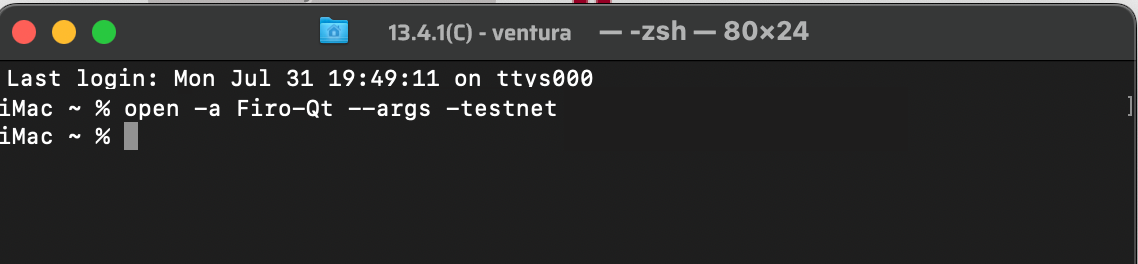 13.4.1(C) - ventura — -zsh — 80×24
Last login: Mon Jul 31 19:49:11 on ttys000
iMac ~ % open -a Firo-Qt --args -testnet
]
iMac ~ %